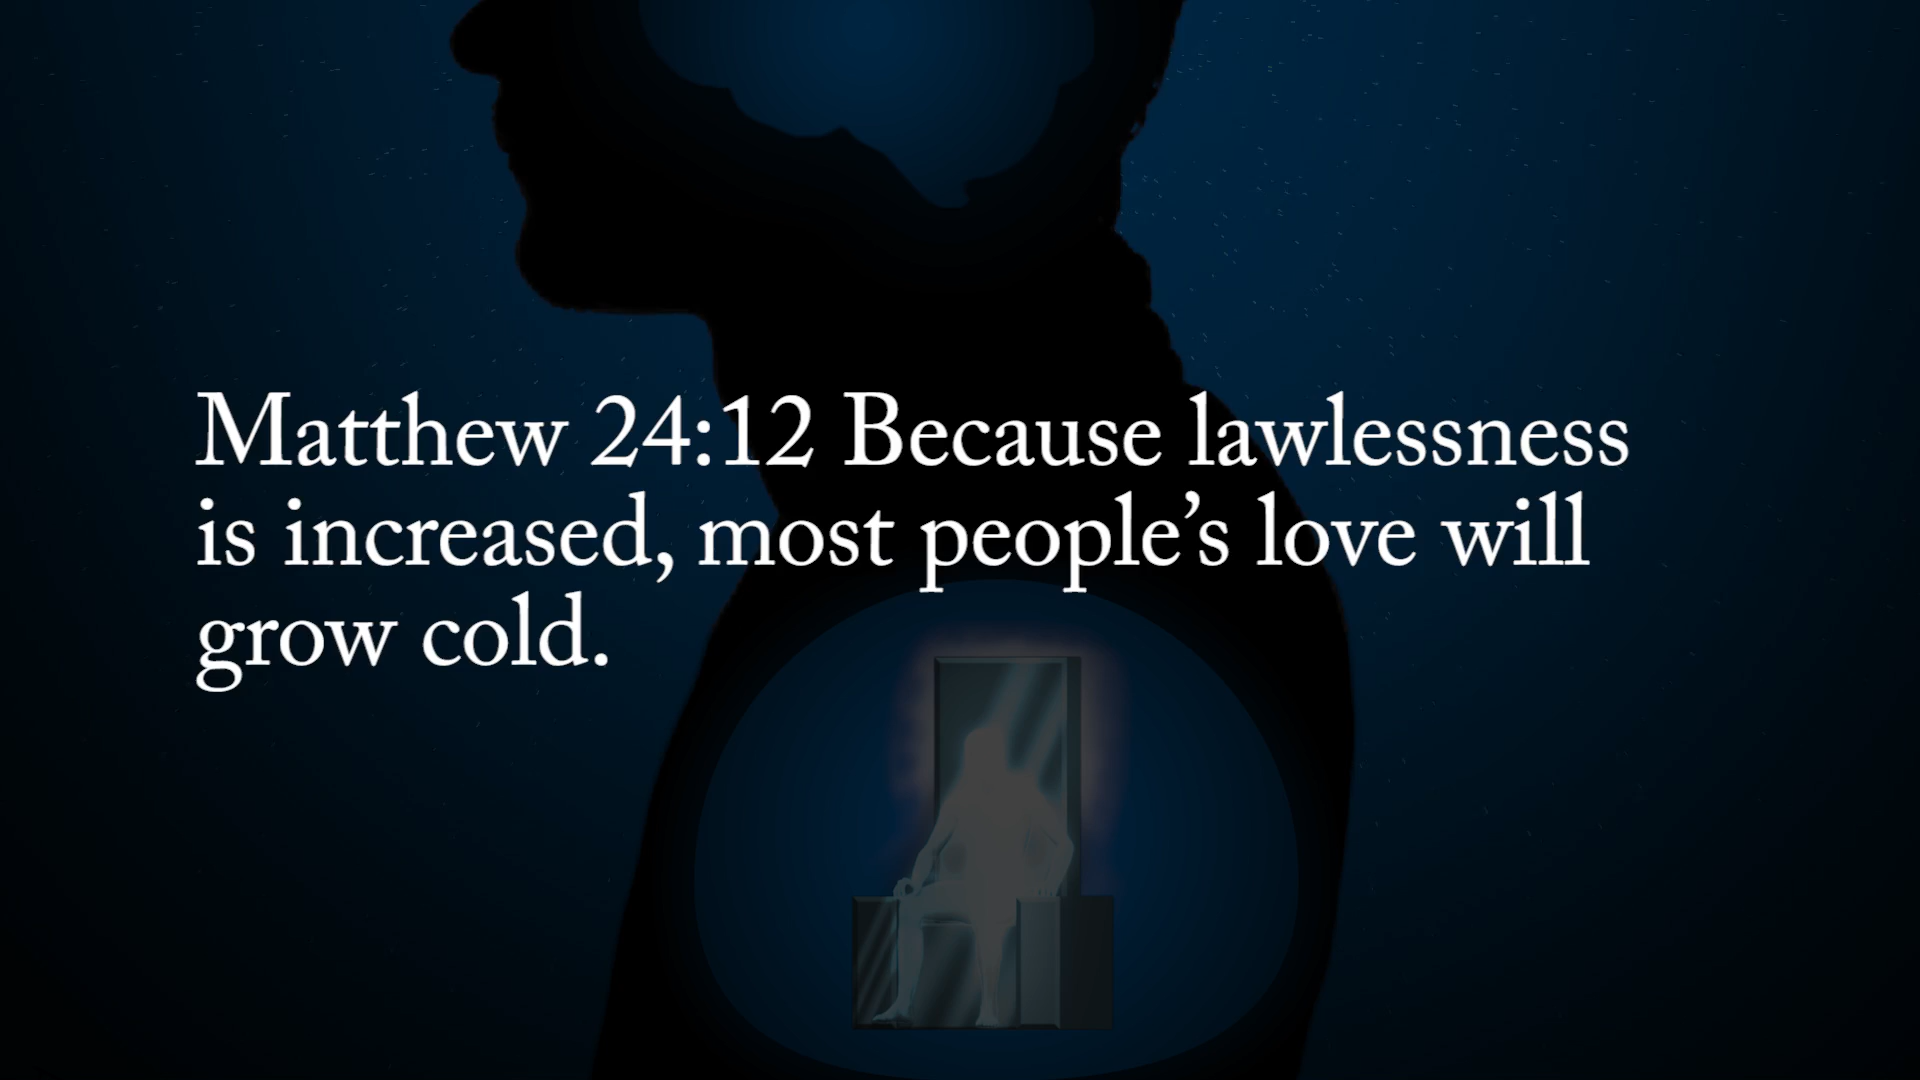 Matthew 24:12 Because lawlessness
is increased, most people’s love will
grow cold.